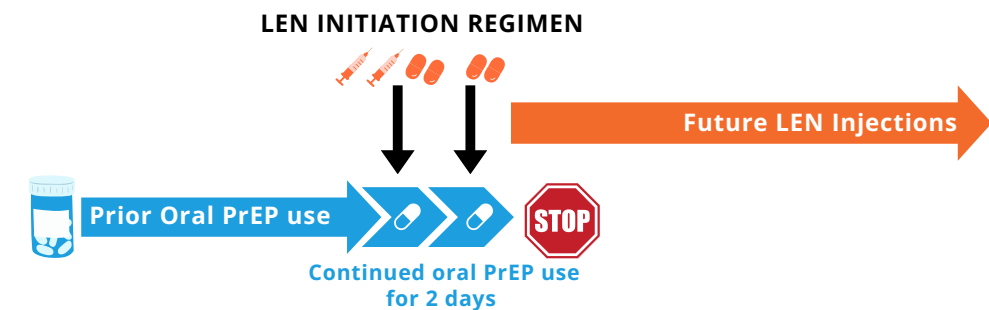 LEN INITIATION REGIMEN
Future LEN Injections
Prior Oral PrEP use
STOP
Continued oral PrEP use
for 2 days